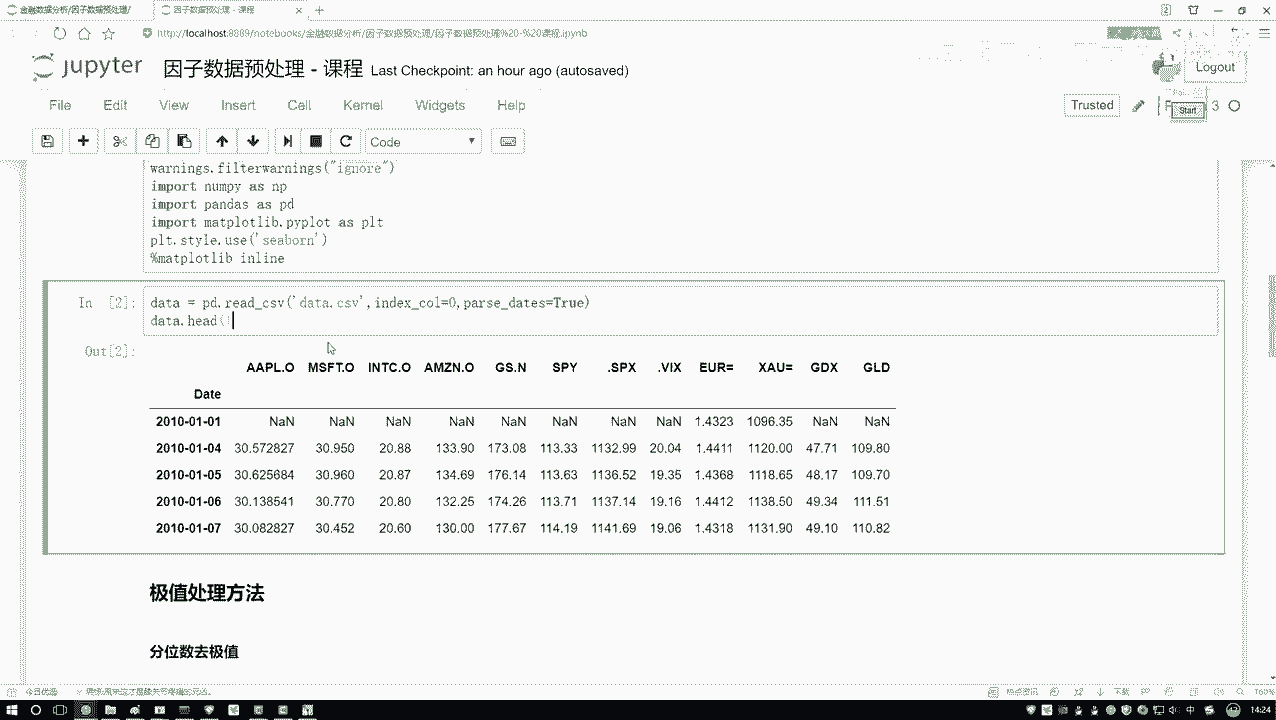 金融数据分析/因子数据预处理/
因子数据预处理 - 课程
http://localhost:8889/notebooks/金融数据分析/因子数据预处理/因子数据预处理%20-%20课程.ipynb
jupyter 因子数据预处理 - 课程 Last Checkpoint: an hour ago (autosaved)
Logout
File Edit View Insert Cell Kernel Widgets Help
Trusted
3
Start
Code
warnings.filterwarnings("ignore")
import numpy as np
import pandas as pd
import matplotlib.pyplot as plt
plt.style.use('seaborn')
%matplotlib inline
In [2]:
data = pd.read_csv('data.csv',index_col=0,parse_dates=True)
data.head()
Out[2]:
AAPL.O MSFT.O INTC.O AMZN.O GS.N SPY .SPX .VIX EUR= XAU= GDX GLD
Date
2010-01-01 NaN NaN NaN NaN NaN NaN NaN NaN 1.4323 1096.35 NaN NaN
2010-01-04 30.572827 30.950 20.88 133.90 173.08 113.33 1132.99 20.04 1.4411 1120.00 47.71 109.80
2010-01-05 30.625684 30.960 20.87 134.69 176.14 113.63 1136.52 19.35 1.4368 1118.65 48.17 109.70
2010-01-06 30.138541 30.770 20.80 132.25 174.26 113.71 1137.14 19.16 1.4412 1138.50 49.34 111.51
2010-01-07 30.082827 30.452 20.60 130.00 177.67 114.19 1141.69 19.06 1.4318 1131.90 49.10 110.82
极值处理方法
分位数去极值
今日优选
热点资讯
下载
160%
中
14:24